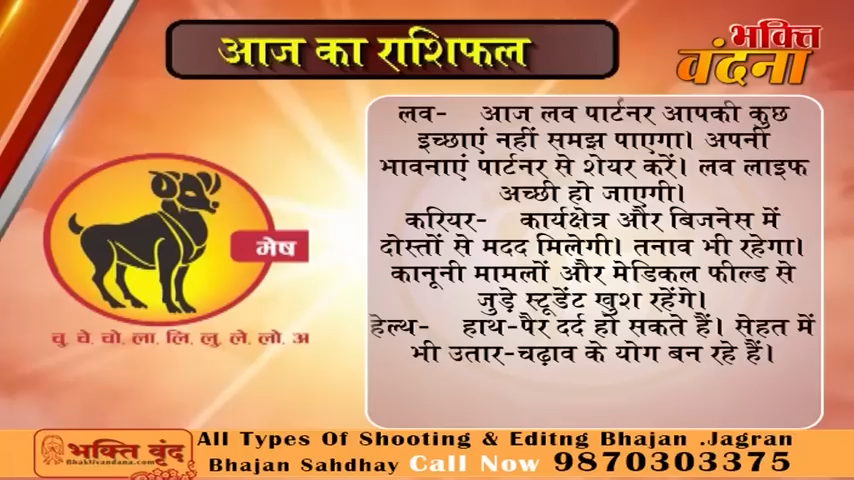 आज का राशिफल
भक्ति
वंदना
लव- आज लव पार्टनर आपकी कुछ
इच्छाएं नहीं समझ पाएगा। अपनी
भावनाएं पार्टनर से शेयर करें। लव लाइफ
अच्छी हो जाएगी।
करियर- कार्यक्षेत्र और बिजनेस में
दोस्तों से मदद मिलेगी। तनाव भी रहेगा।
कानूनी मामलों और मेडिकल फील्ड से
जुड़े स्टूडेंट खुश रहेंगे।
हेल्थ- हाथ-पैर दर्द हो सकते हैं। सेहत में
भी उतार-चढ़ाव के योग बन रहे हैं।
मेष
चु, चे, चो, ला, लि, लु, ले, लो, अ
भक्ति वृंद
Bhaktivandana.com
All Types Of Shooting & Editng Bhajan .Jagran
Bhajan Sahdhay Call Now 9870303375